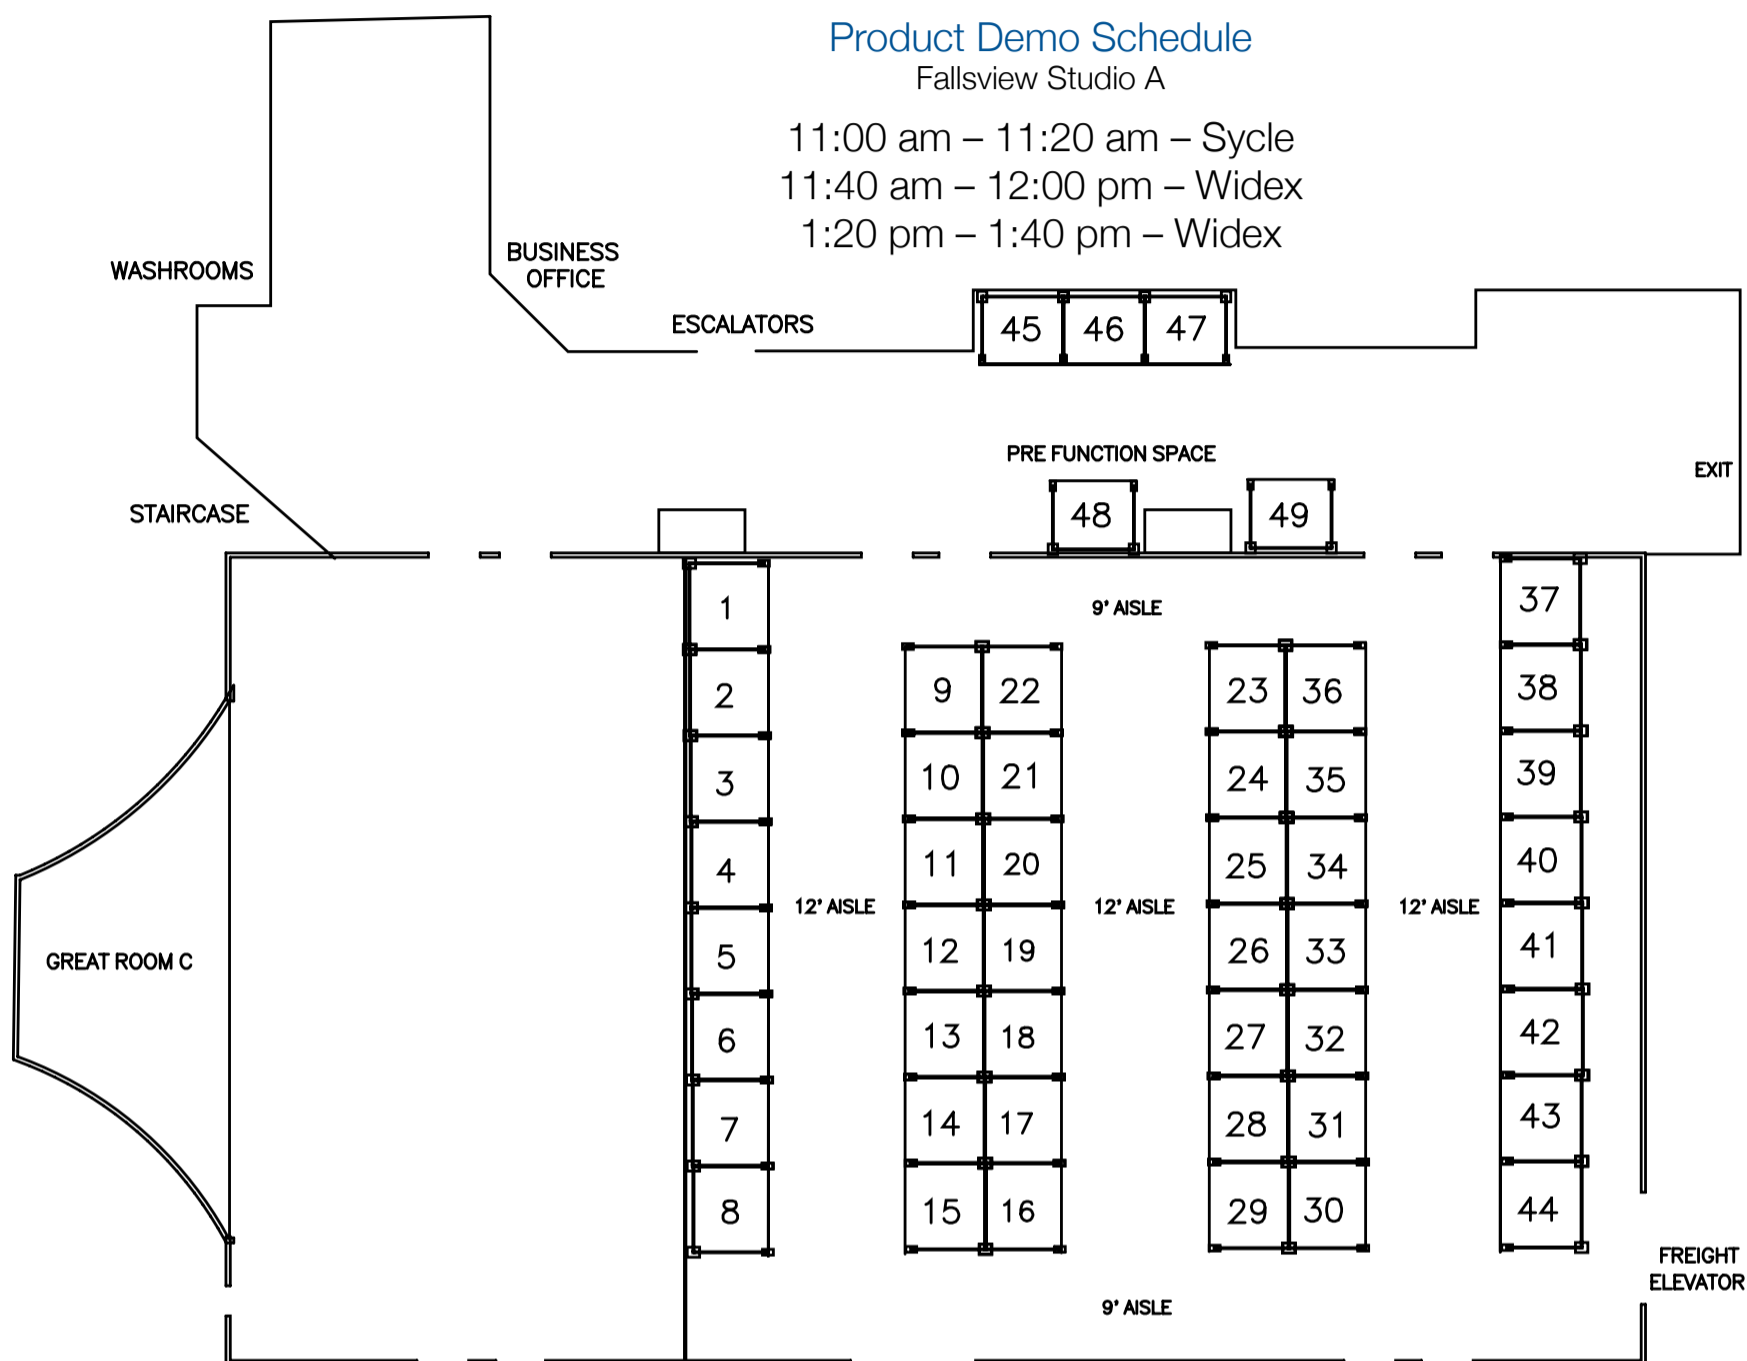 Product Demo Schedule
Fallsview Studio A
11:00 am – 11:20 am – Sycle
11:40 am – 12:00 pm – Widex
1:20 pm – 1:40 pm – Widex
WASHROOMS
BUSINESS
OFFICE
ESCALATORS
45 46 47
PRE FUNCTION SPACE
EXIT
STAIRCASE
48 49
1 9' AISLE 37
2 9 22 23 36 38
3 10 21 24 35 39
4 11 20 25 34 40
12' AISLE 12' AISLE 12' AISLE
GREAT ROOM C
5 12 19 26 33 41
6 13 18 27 32 42
7 14 17 28 31 43
8 15 16 29 30 44
FREIGHT
ELEVATOR
9' AISLE